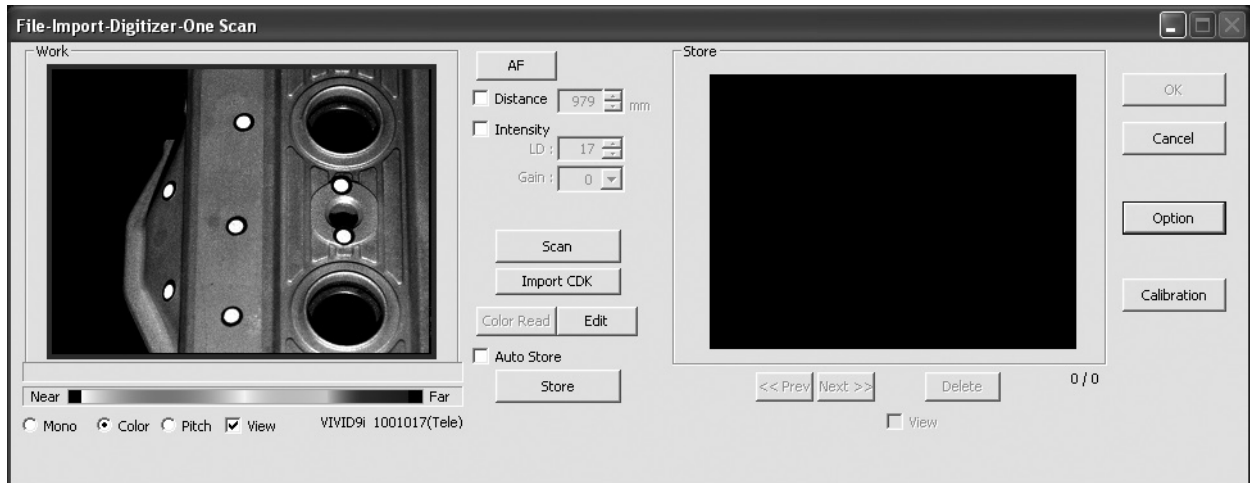 File-Import-Digitizer-One Scan
Work
AF
Distance 979 mm
Intensity
LD : 17
Gain : 0
Scan
Import CDK
Color Read Edit
Auto Store
Store
Near Far
Mono Color Pitch View VIVID9i 1001017(Tele)
Store
<< Prev Next >> Delete 0 / 0
View
OK
Cancel
Option
Calibration